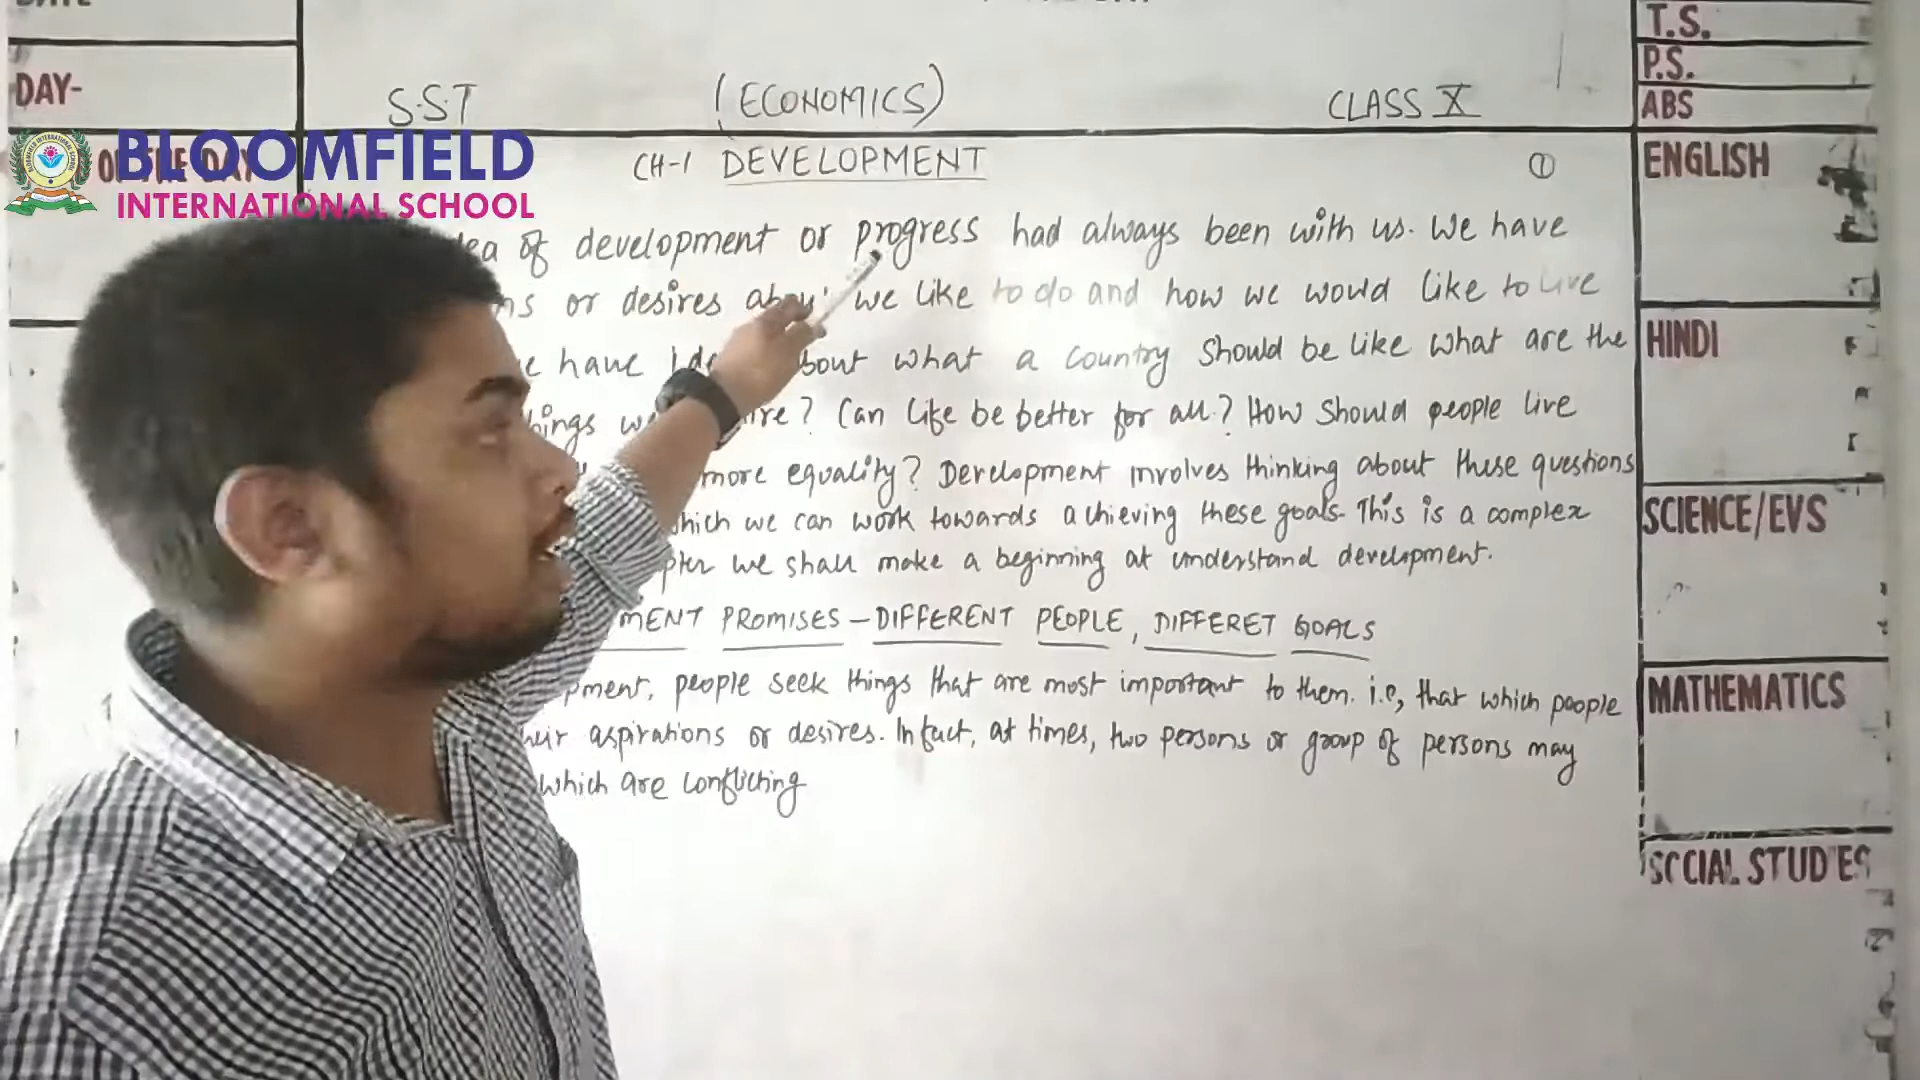 DAY-
S.S.T (ECONOMICS) CLASS X
T.S.
P.S.
ABS
BLOOMFIELD
INTERNATIONAL SCHOOL
OF THE DAY
CH-1 DEVELOPMENT 1
of development or progress had always been with us. We have
or desires we like to do and how we would like to live
have about what a country should be like what are the
? Can life be better for all? How should people live
more equality? Development involves thinking about these questions
which we can work towards achieving these goals. This is a complex
we shall make a beginning at understand development.
MENT PROMISES - DIFFERENT PEOPLE, DIFFERET GOALS
pment, people seek things that are most important to them. i.e, that which people
aspirations or desires. Infact, at times, two persons or group of persons may
which are conflicting
ENGLISH
HINDI
SCIENCE/EVS
MATHEMATICS
SOCIAL STUDIES